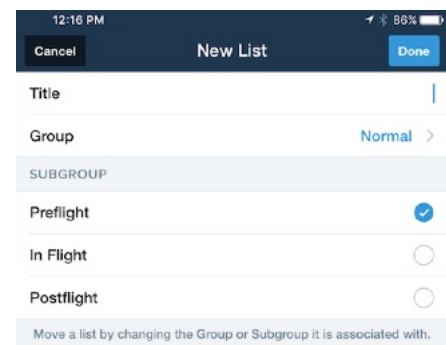 12:16 PM 86%
Cancel New List Done
Title
Group Normal >
SUBGROUP
Preflight
In Flight
Postflight
Move a list by changing the Group or Subgroup it is associated with.